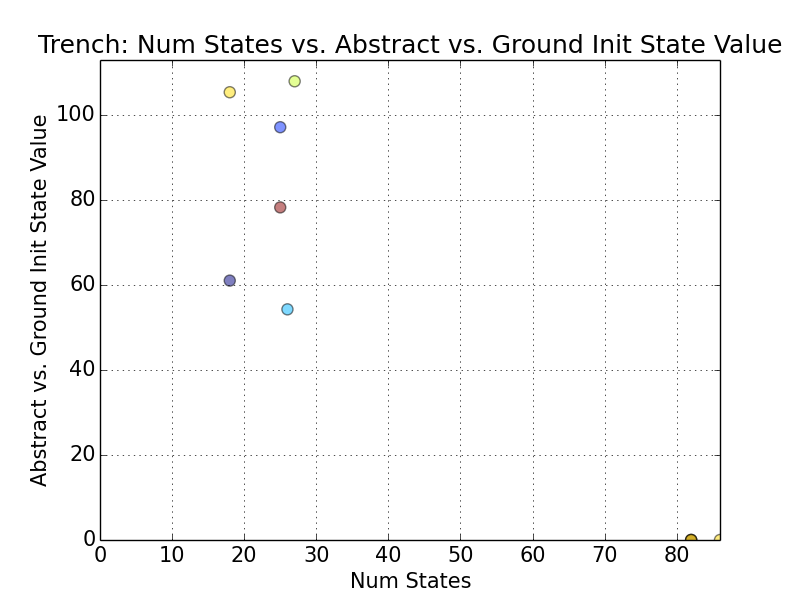 Trench: Num States vs. Abstract vs. Ground Init State Value
Abstract vs. Ground Init State Value
100
80
60
40
20
0
0 10 20 30 40 50 60 70 80
Num States